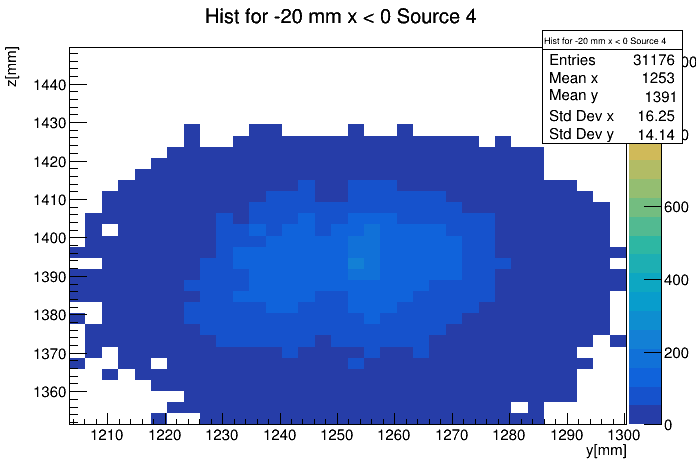 Hist for -20 mm x < 0 Source 4
Hist for -20 mm x < 0 Source 4
Entries 31176
Mean x 1253
Mean y 1391
Std Dev x 16.25
Std Dev y 14.14
z[mm]
1440
1430
1420
1410
1400
1390
1380
1370
1360
600
400
200
0
1210 1220 1230 1240 1250 1260 1270 1280 1290 1300
y[mm]